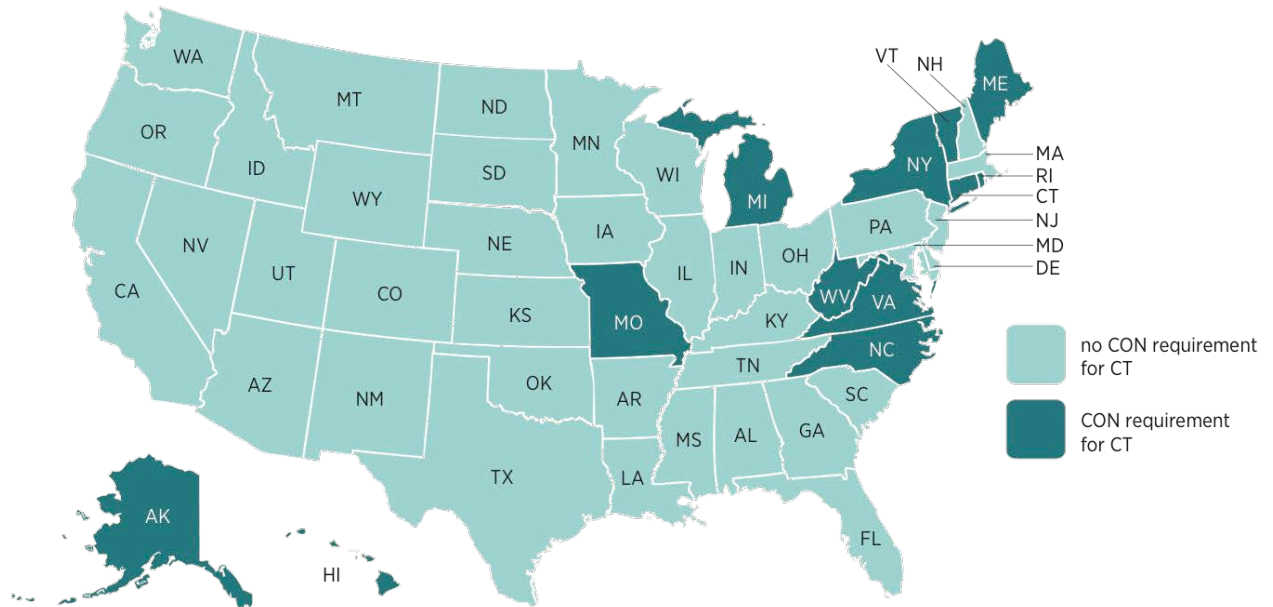 WA
VT
NH
ME
MT
ND
OR
MN
MA
ID
SD
WI
NY
RI
WY
MI
CT
NJ
IA
PA
NE
NV
MD
OH
IN
UT
IL
DE
CA
CO
WV
VA
KS
MO
KY
NC
no CON requirement
for CT
TN
OK
AZ
NM
AR
SC
CON requirement
for CT
MS
AL
GA
TX
LA
AK
FL
HI